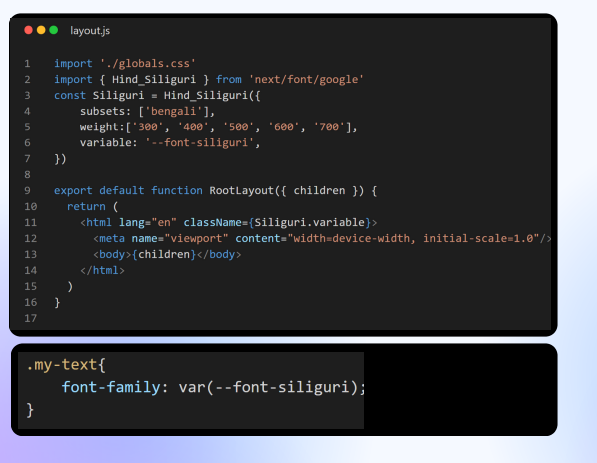 layout.js
1 import './globals.css'
2 import { Hind_Siliguri } from 'next/font/google'
3 const Siliguri = Hind_Siliguri({
4     subsets: ['bengali'],
5     weight:['300', '400', '500', '600', '700'],
6     variable: '--font-siliguri',
7 })
8
9 export default function RootLayout({ children }) {
10   return (
11     <html lang="en" className={Siliguri.variable}>
12       <meta name="viewport" content="width=device-width, initial-scale=1.0"/>
13       <body>{children}</body>
14     </html>
15   )
16 }
17
.my-text{
    font-family: var(--font-siliguri);
}